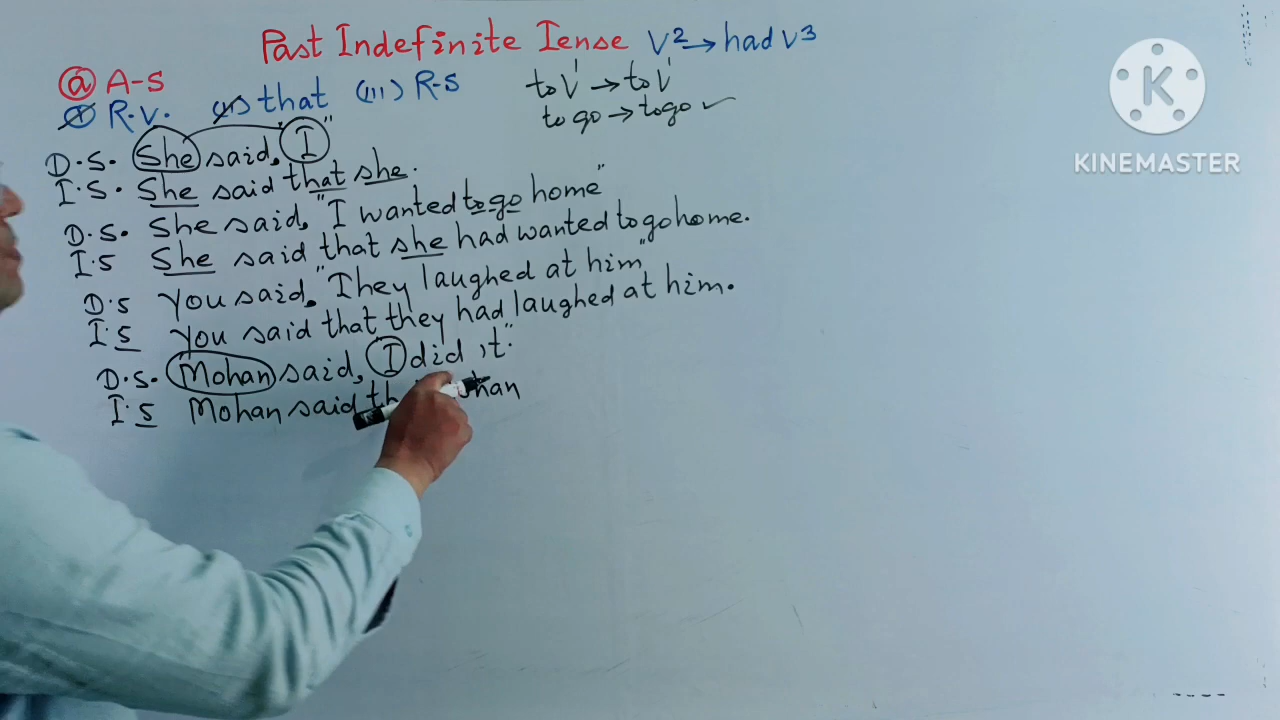 Past Indefinite Tense V2→had V3
(a) A-S
to V1 → to V1
(I) R.V. (II) that (III) R-S
to go → to go ✓
D.S. She said, "I"
I.S. She said that she.
D.S. She said, "I wanted to go home"
I.S She said that she had wanted to go home.
D.S You said, "They laughed at him"
I.S You said that they had laughed at him.
D.S. Mohan said, "I did it."
I.S Mohan said
K
KINEMASTER